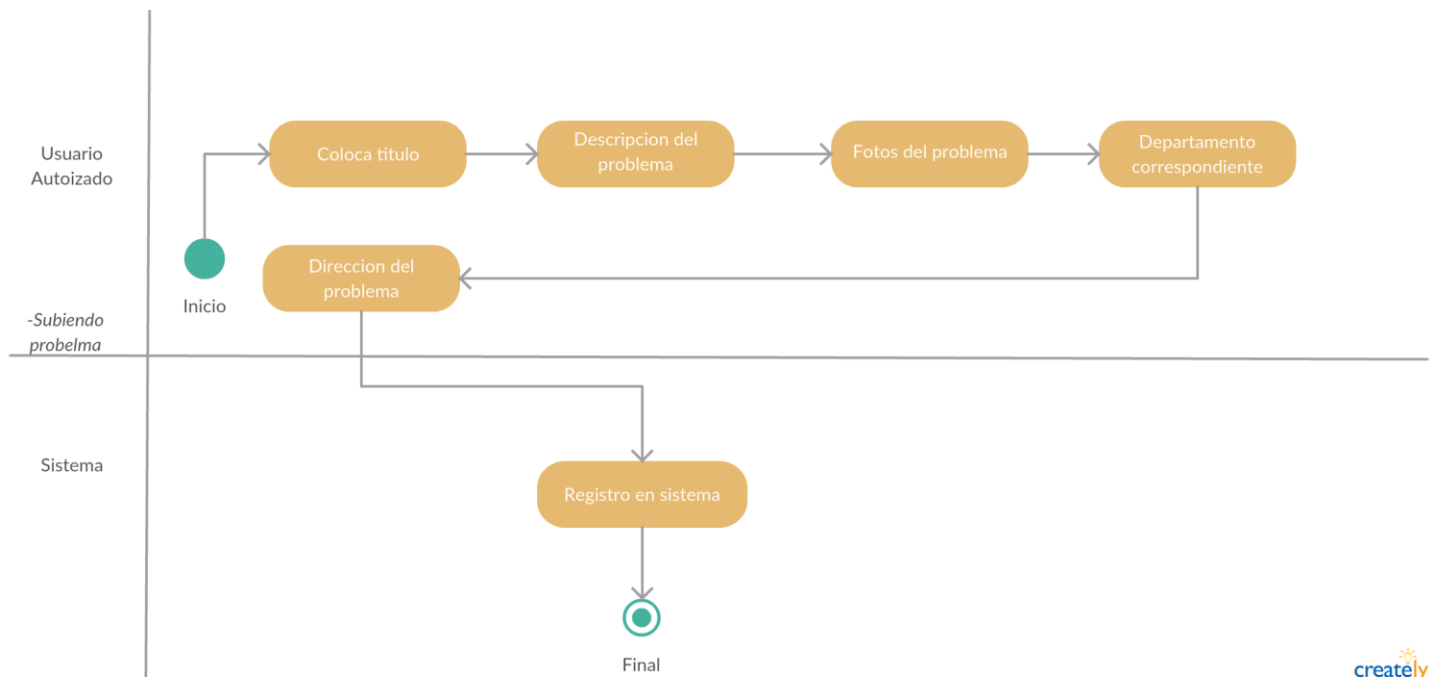 Usuario
Autoizado
Coloca titulo
Descripcion del
problema
Fotos del problema
Departamento
correspondiente
Inicio
Direccion del
problema
-Subiendo
probelma
Sistema
Registro en sistema
Final
creately